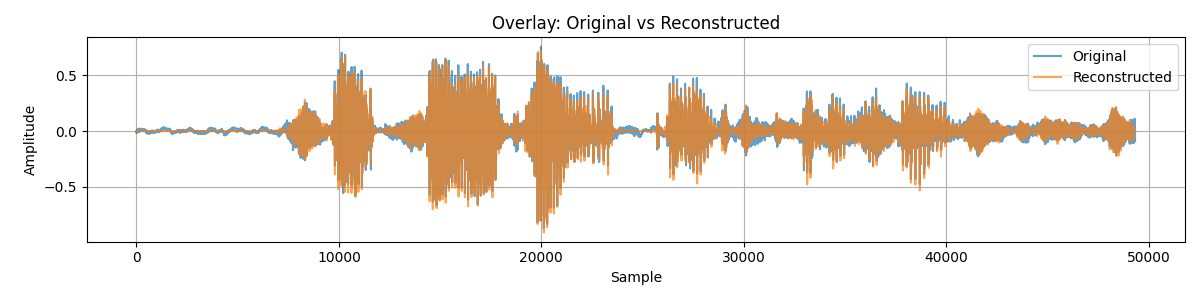 Overlay: Original vs Reconstructed
Original
Reconstructed
Amplitude
0.5
0.0
−0.5
0
10000
20000
30000
40000
50000
Sample